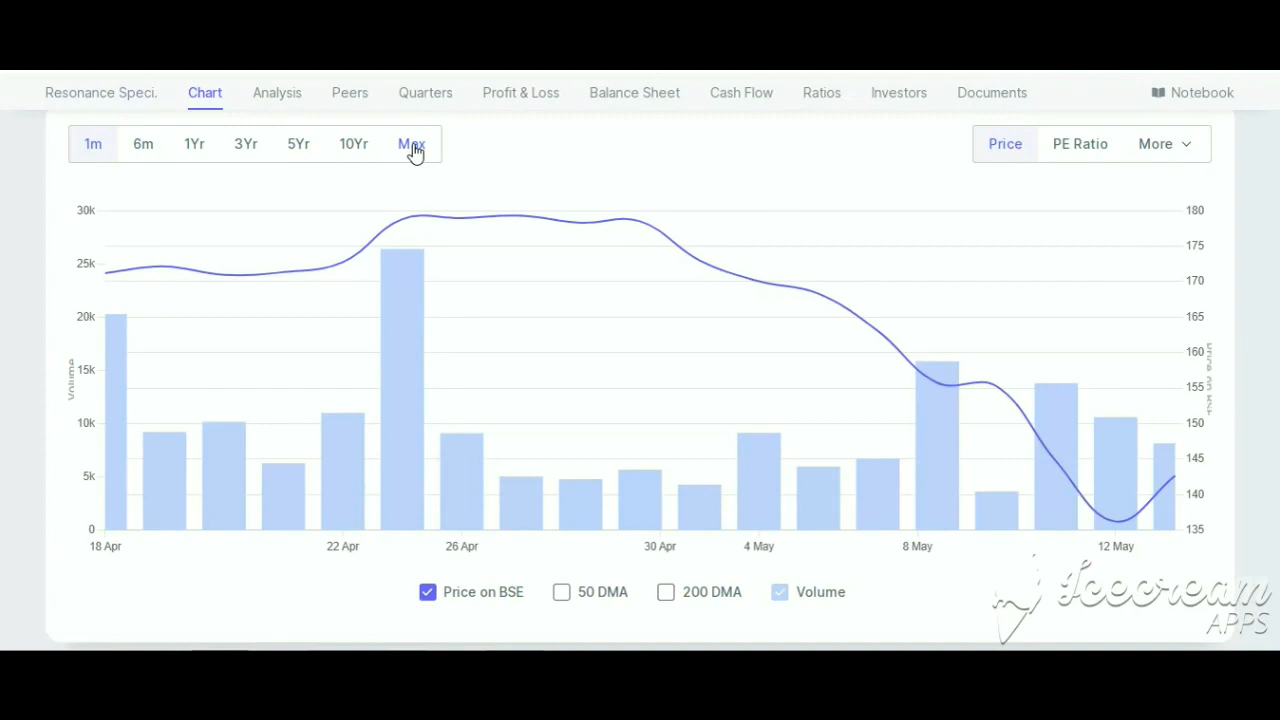 Resonance Speci. Chart Analysis Peers Quarters Profit & Loss Balance Sheet Cash Flow Ratios Investors Documents Notebook
1m 6m 1Yr 3Yr 5Yr 10Yr Max Price PE Ratio More
30k 180
175
25k 170
20k 165
160
15k 155
10k 150
145
5k 140
0 135
Volume
18 Apr 22 Apr 26 Apr 30 Apr 4 May 8 May 12 May
Price on BSE 50 DMA 200 DMA Volume
Icecream
APPS